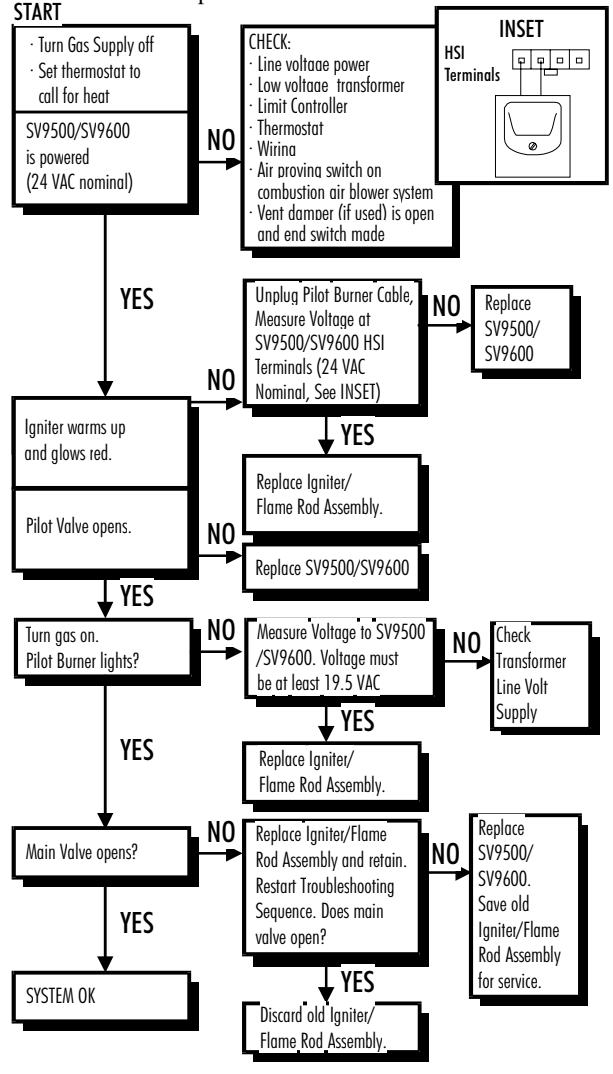 START
· Turn Gas Supply off
· Set thermostat to
call for heat
SV9500/SV9600
is powered
(24 VAC nominal)
NO
CHECK:
· Line voltage power
· Low voltage transformer
· Limit Controller
· Thermostat
· Wiring
· Air proving switch on
combustion air blower system
· Vent damper (if used) is open
and end switch made
INSET
HSI
Terminals
YES
Unplug Pilot Burner Cable,
Measure Voltage at
SV9500/SV9600 HSI
Terminals (24 VAC
Nominal, See INSET)
NO
Replace
SV9500/
SV9600
NO
Igniter warms up
and glows red.
YES
Replace Igniter/
Flame Rod Assembly.
Pilot Valve opens.
NO
Replace SV9500/SV9600
YES
Turn gas on.
Pilot Burner lights?
NO
Measure Voltage to SV9500
/SV9600. Voltage must
be at least 19.5 VAC
NO
Check
Transformer
Line Volt
Supply
YES
YES
Replace Igniter/
Flame Rod Assembly.
Main Valve opens?
NO
Replace Igniter/Flame
Rod Assembly and retain.
Restart Troubleshooting
Sequence. Does main
valve open?
NO
Replace
SV9500/
SV9600.
Save old
Igniter/Flame
Rod Assembly
for service.
YES
YES
SYSTEM OK
Discard old Igniter/
Flame Rod Assembly.